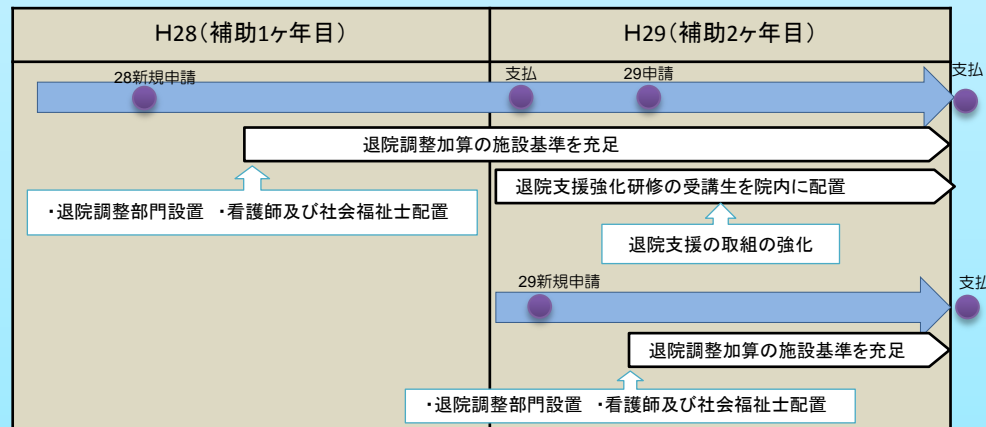 H28(補助1ヶ年目)
H29(補助2ヶ年目)
28新規申請
支払
29申請
支払
退院調整加算の施設基準を充足
退院支援強化研修の受講生を院内に配置
・退院調整部門設置 ・看護師及び社会福祉士配置
退院支援の取組の強化
29新規申請
支払
退院調整加算の施設基準を充足
・退院調整部門設置 ・看護師及び社会福祉士配置